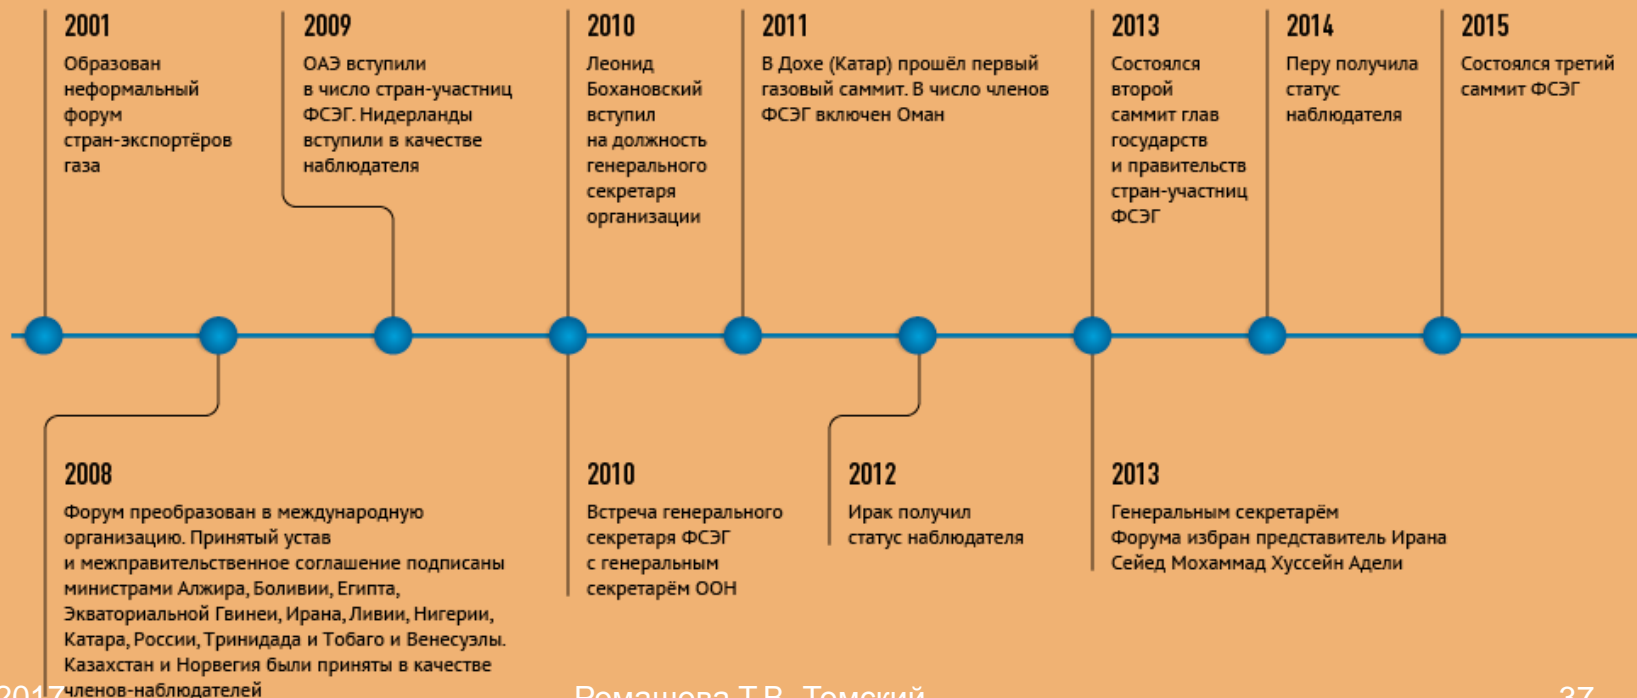 2001
Образован
неформальный
форум
стран-экспортёров
газа
2009
ОАЭ вступили
в число стран-участниц
ФСЭГ. Нидерланды
вступили в качестве
наблюдателя
2010
Леонид
Бохановский
вступил
на должность
генерального
секретаря
организации
2011
В Дохе (Катар) прошёл первый
газовый саммит. В число членов
ФСЭГ включен Оман
2013
Состоялся
второй
саммит глав
государств
и правительств
стран-участниц
ФСЭГ
2014
Перу получила
статус
наблюдателя
2015
Состоялся третий
саммит ФСЭГ
2008
Форум преобразован в международную
организацию. Принятый устав
и межправительственное соглашение подписаны
министрами Алжира, Боливии, Египта,
Экваториальной Гвинеи, Ирана, Ливии, Нигерии,
Катара, России, Тринидада и Тобаго и Венесуэлы.
Казахстан и Норвегия были приняты в качестве
членов-наблюдателей
2010
Встреча генерального
секретаря ФСЭГ
с генеральным
секретарём ООН
2012
Ирак получил
статус наблюдателя
2013
Генеральным секретарём
Форума избран представитель Ирана
Сейед Мохаммад Хуссейн Адели
2017
Ромашова Т.В. Томский
37